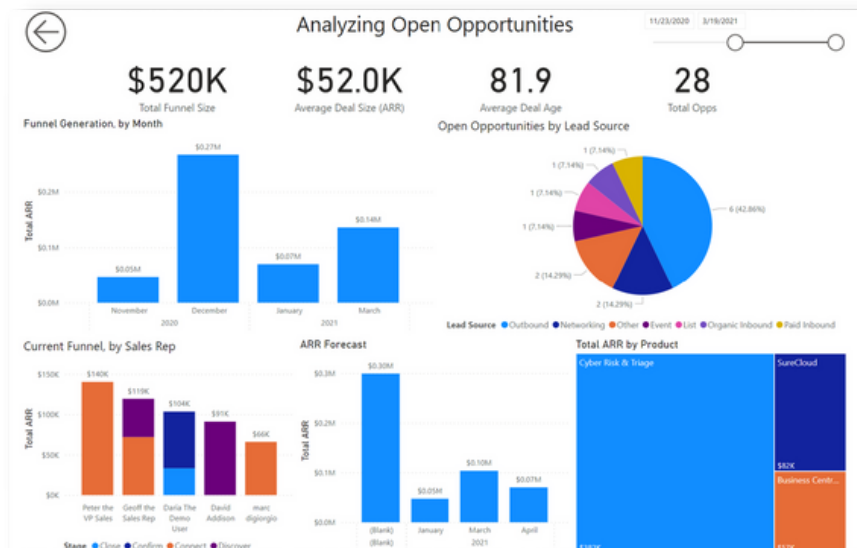 Analyzing Open Opportunities
11/23/2020 3/19/2021
$520K
Total Funnel Size
$52.0K
Average Deal Size (ARR)
81.9
Average Deal Age
28
Total Opps
Funnel Generation, by Month
Total ARR
$0.2M
$0.1M
$0.0M
$0.05M
$0.27M
$0.07M
$0.14M
November December January March
2020 2021
Open Opportunities by Lead Source
1 (7.14%)
1 (7.14%)
1 (7.14%)
1 (7.14%)
2 (14.29%)
2 (14.29%)
6 (42.86%)
Lead Source Outbound Networking Other Event List Organic Inbound Paid Inbound
Current Funnel, by Sales Rep
Total ARR
$150K
$100K
$50K
$0K
$140K
$119K
$104K
$91K
$66K
Peter the VP Sales
Geoff the Sales Rep
Daria The Demo User
David Addison
marc digiorgio
Stage Close Confirm Connect Discover
ARR Forecast
Total ARR
$0.3M
$0.2M
$0.1M
$0.0M
$0.30M
$0.05M
$0.10M
$0.07M
(Blank) January March April
(Blank) 2021
Total ARR by Product
Cyber Risk & Triage
SureCloud
$82K
Business Centr...